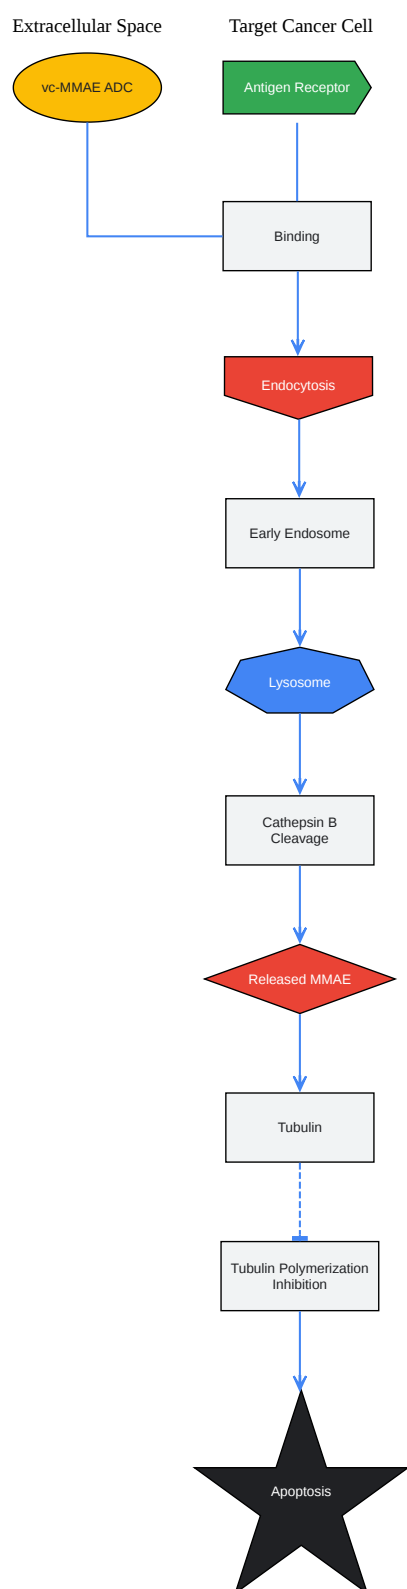 Extracellular Space
Target Cancer Cell
vc-MMAE ADC
Antigen Receptor
Binding
Endocytosis
Early Endosome
Lysosome
Cathepsin B
Cleavage
Released MMAE
Tubulin
Tubulin Polymerization
Inhibition
Apoptosis